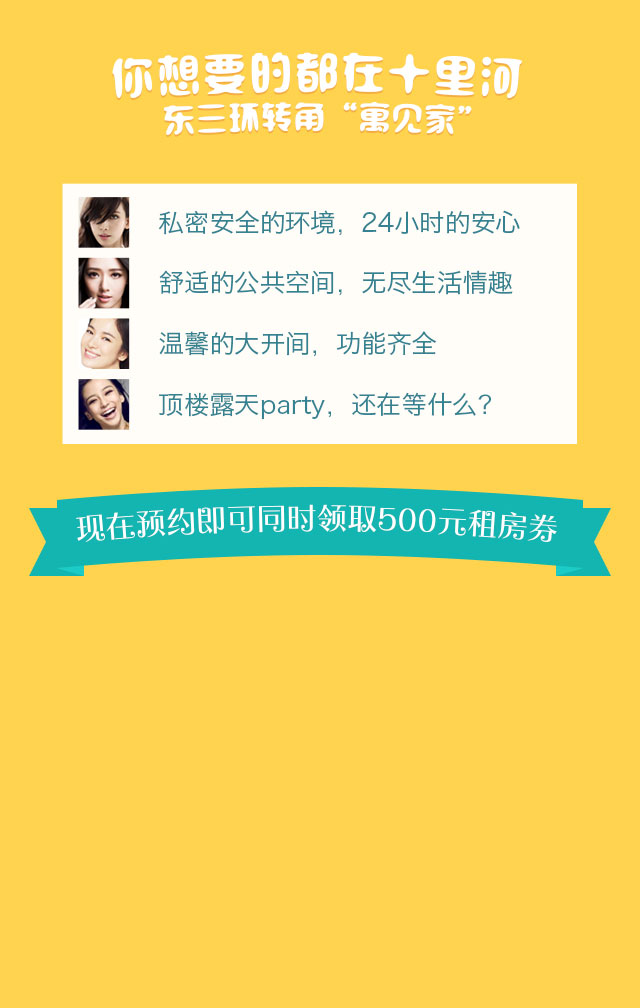 你想要的都在十里河
东三环转角“寓见家”
私密安全的环境，24小时的安心
舒适的公共空间，无尽生活情趣
温馨的大开间，功能齐全
顶楼露天party，还在等什么？
现在预约即可同时领取500元租房券